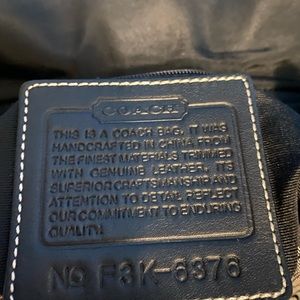 COACH
THIS IS A COACH BAG. IT WAS
HANDCRAFTED IN CHINA FROM
THE FINEST MATERIALS TRIMMED
WITH GENUINE LEATHER. ITS
SUPERIOR CRAFTSMANSHIP AND
ATTENTION TO DETAIL REFLECT
OUR COMMITMENT TO ENDURING
QUALITY.
No F3K-6376